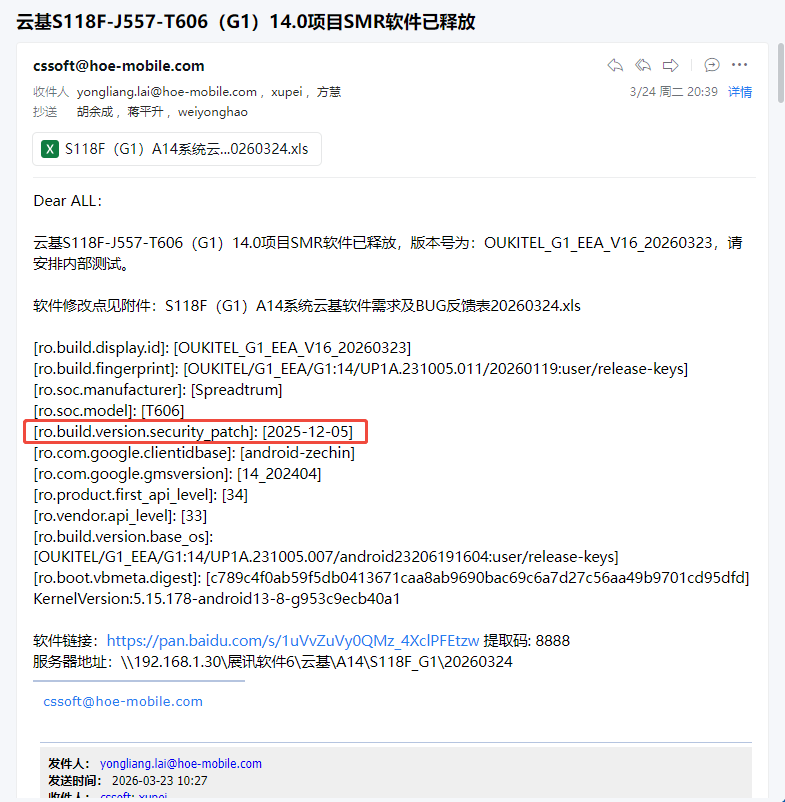 云基S118F-J557-T606（G1）14.0项目SMR软件已释放
cssoft@hoe-mobile.com
收件人 yongliang.lai@hoe-mobile.com， xupei， 方慧
3/24 周二 20:39 详情
抄送 胡余成， 蒋平升， weiyonghao
X S118F（G1）A14系统云...0260324.xls
Dear ALL：
云基S118F-J557-T606（G1）14.0项目SMR软件已释放，版本号为：OUKITEL_G1_EEA_V16_20260323，请
安排内部测试。
软件修改点见附件：S118F（G1）A14系统云基软件需求及BUG反馈表20260324.xls
[ro.build.display.id]: [OUKITEL_G1_EEA_V16_20260323]
[ro.build.fingerprint]: [OUKITEL/G1_EEA/G1:14/UP1A.231005.011/20260119:user/release-keys]
[ro.soc.manufacturer]: [Spreadtrum]
[ro.soc.model]: [T606]
[ro.build.version.security_patch]: [2025-12-05]
[ro.com.google.clientidbase]: [android-zechin]
[ro.com.google.gmsversion]: [14_202404]
[ro.product.first_api_level]: [34]
[ro.vendor.api_level]: [33]
[ro.build.version.base_os]:
[OUKITEL/G1_EEA/G1:14/UP1A.231005.007/android23206191604:user/release-keys]
[ro.boot.vbmeta.digest]: [c789c4f0ab59f5db0413671caa8ab9690bac69c6a7d27c56aa49b9701cd95dfd]
KernelVersion:5.15.178-android13-8-g953c9ecb40a1
软件链接：https://pan.baidu.com/s/1uVvZuVy0QMz_4XclPFEtzw 提取码: 8888
服务器地址：\\192.168.1.30\展讯软件6\云基\A14\S118F_G1\20260324
cssoft@hoe-mobile.com
发件人： yongliang.lai@hoe-mobile.com
发送时间： 2026-03-23 10:27
收件人： cssoft; xupei